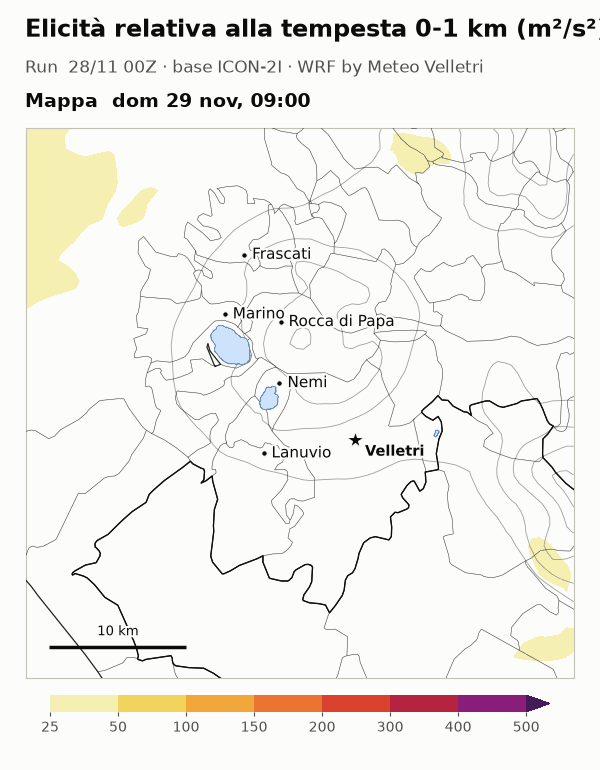 Elicità relativa alla tempesta 0-1 km (m²/s²)
Run  28/11 00Z · base ICON-2I · WRF by Meteo Velletri
Mappa  dom 29 nov, 09:00
Frascati
Marino
Rocca di Papa
Nemi
Velletri
Lanuvio
10 km
25 50 100 150 200 300 400 500